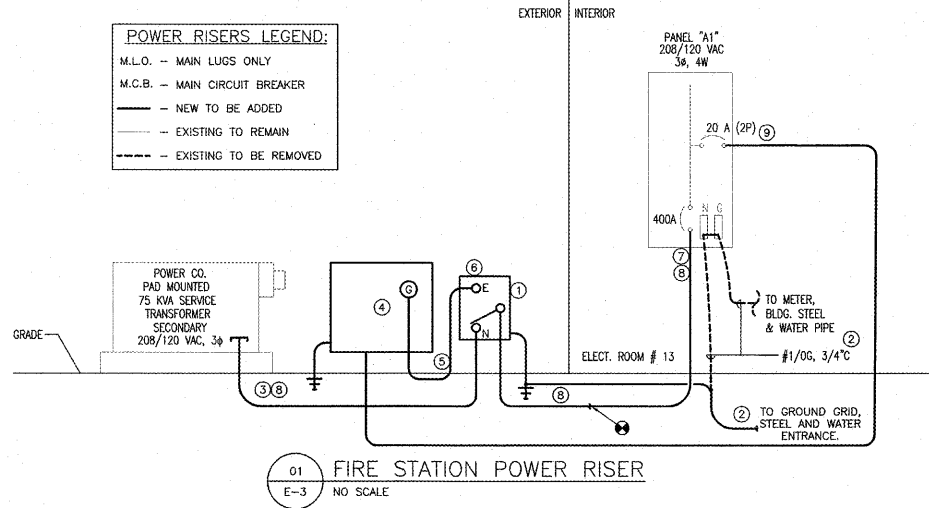 EXTERIOR
INTERIOR
POWER RISERS LEGEND:
M.L.O. - MAIN LUGS ONLY
M.C.B. - MAIN CIRCUIT BREAKER
- NEW TO BE ADDED
- EXISTING TO REMAIN
- EXISTING TO BE REMOVED
PANEL "A1"
208/120 VAC
3ø, 4W
20 A (2P)
9
400A
N
G
7
8
POWER CO.
PAD MOUNTED
75 KVA SERVICE
TRANSFORMER
SECONDARY
208/120 VAC, 3ø
GRADE
4
G
6
E
1
N
5
TO METER,
BLDG. STEEL
& WATER PIPE
2
#1/0G, 3/4"C
ELECT. ROOM # 13
3
8
8
2
TO GROUND GRID,
STEEL AND WATER
ENTRANCE.
01
E-3
FIRE STATION POWER RISER
NO SCALE